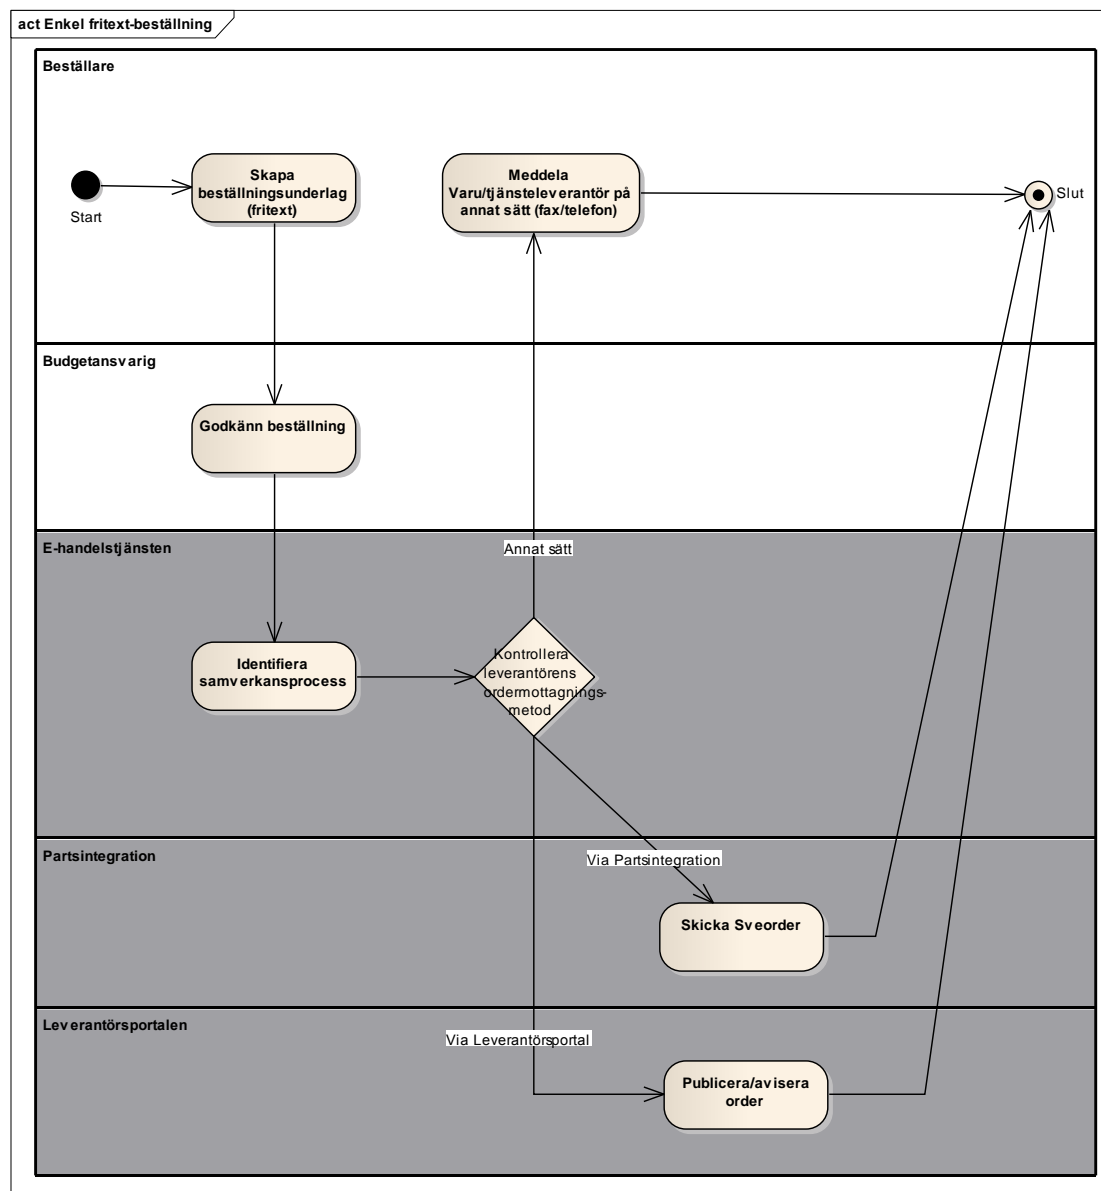 act Enkel fritext-beställning
Beställare
Start
Skapa
beställningsunderlag
(fritext)
Meddela
Varu/tjänsteleverantör på
annat sätt (fax/telefon)
Slut
Budgetansvarig
Godkänn beställning
E-handelstjänsten
Annat sätt
Identifiera
samverkansprocess
Kontrollera
leverantörens
ordermottagnings-
metod
Partsintegration
Via Partsintegration
Skicka Sveorder
Leverantörsportalen
Via Leverantörsportal
Publicera/avisera
order